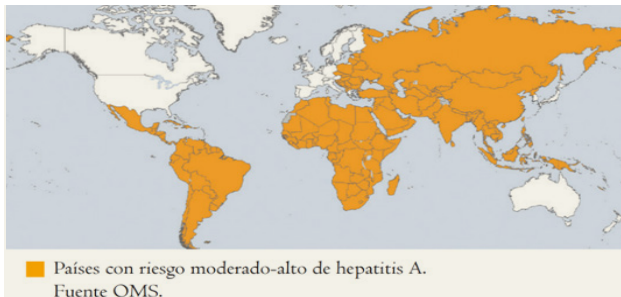 Países con riesgo moderado-alto de hepatitis A.
Fuente OMS.